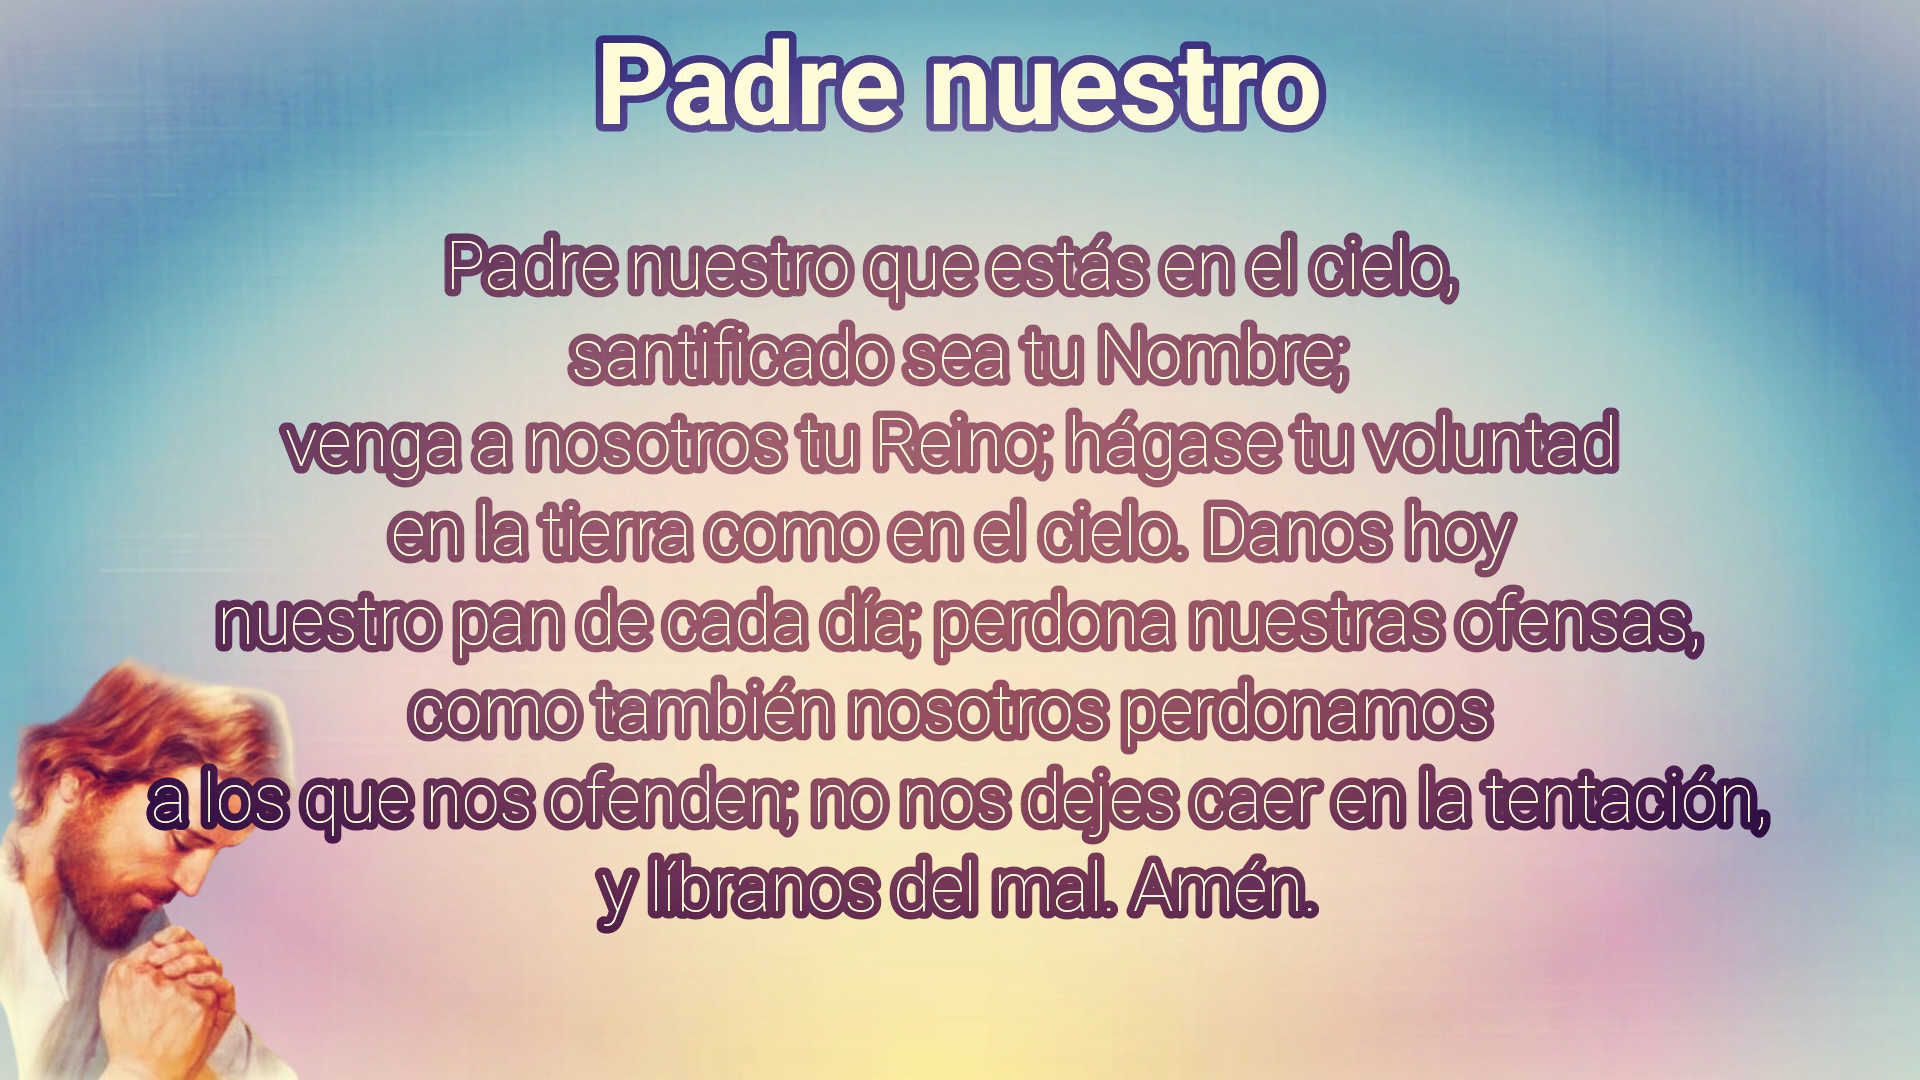 Padre nuestro
Padre nuestro que estás en el cielo,
santificado sea tu Nombre;
venga a nosotros tu Reino; hágase tu voluntad
en la tierra como en el cielo. Danos hoy
nuestro pan de cada día; perdona nuestras ofensas,
como también nosotros perdonamos
a los que nos ofenden; no nos dejes caer en la tentación,
y líbranos del mal. Amén.